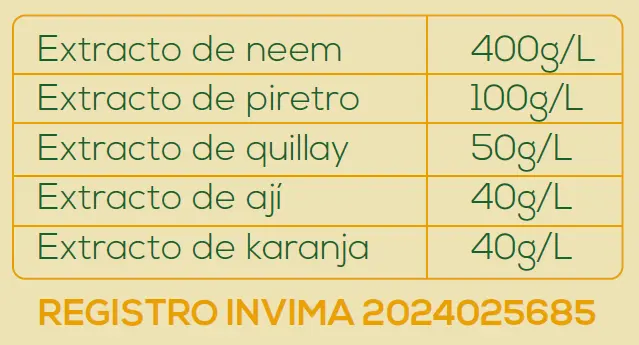 Extracto de neem 400g/L
Extracto de piretro 100g/L
Extracto de quillay 50g/L
Extracto de ají 40g/L
Extracto de karanja 40g/L
REGISTRO INVIMA 2024025685